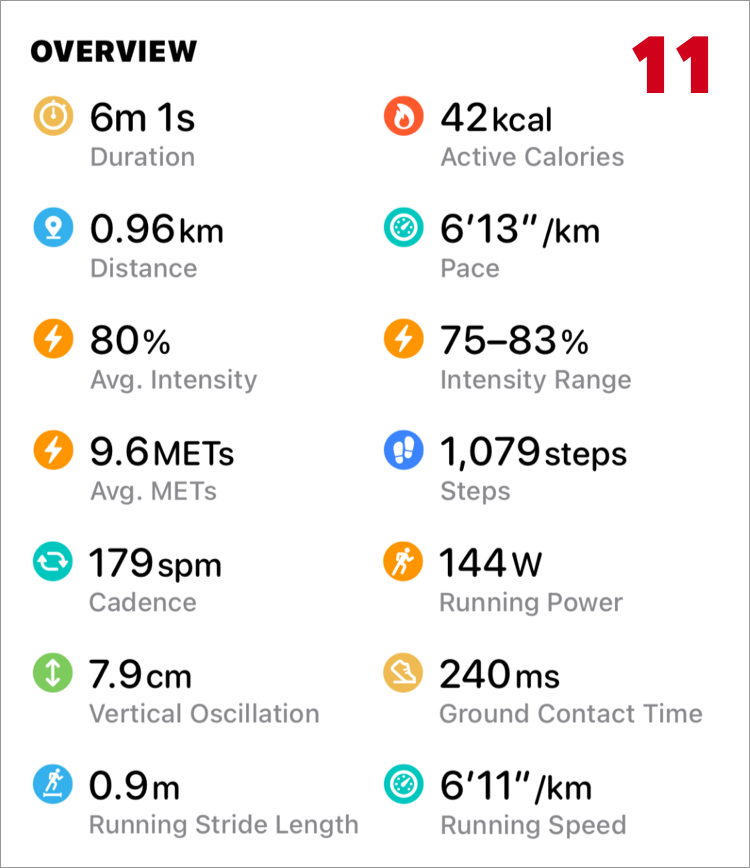 OVERVIEW
11
6m 1s
Duration
42kcal
Active Calories
0.96km
Distance
6′13″/km
Pace
80%
Avg. Intensity
75–83%
Intensity Range
9.6METs
Avg. METs
1,079steps
Steps
179spm
Cadence
144W
Running Power
7.9cm
Vertical Oscillation
240ms
Ground Contact Time
0.9m
Running Stride Length
6′11″/km
Running Speed